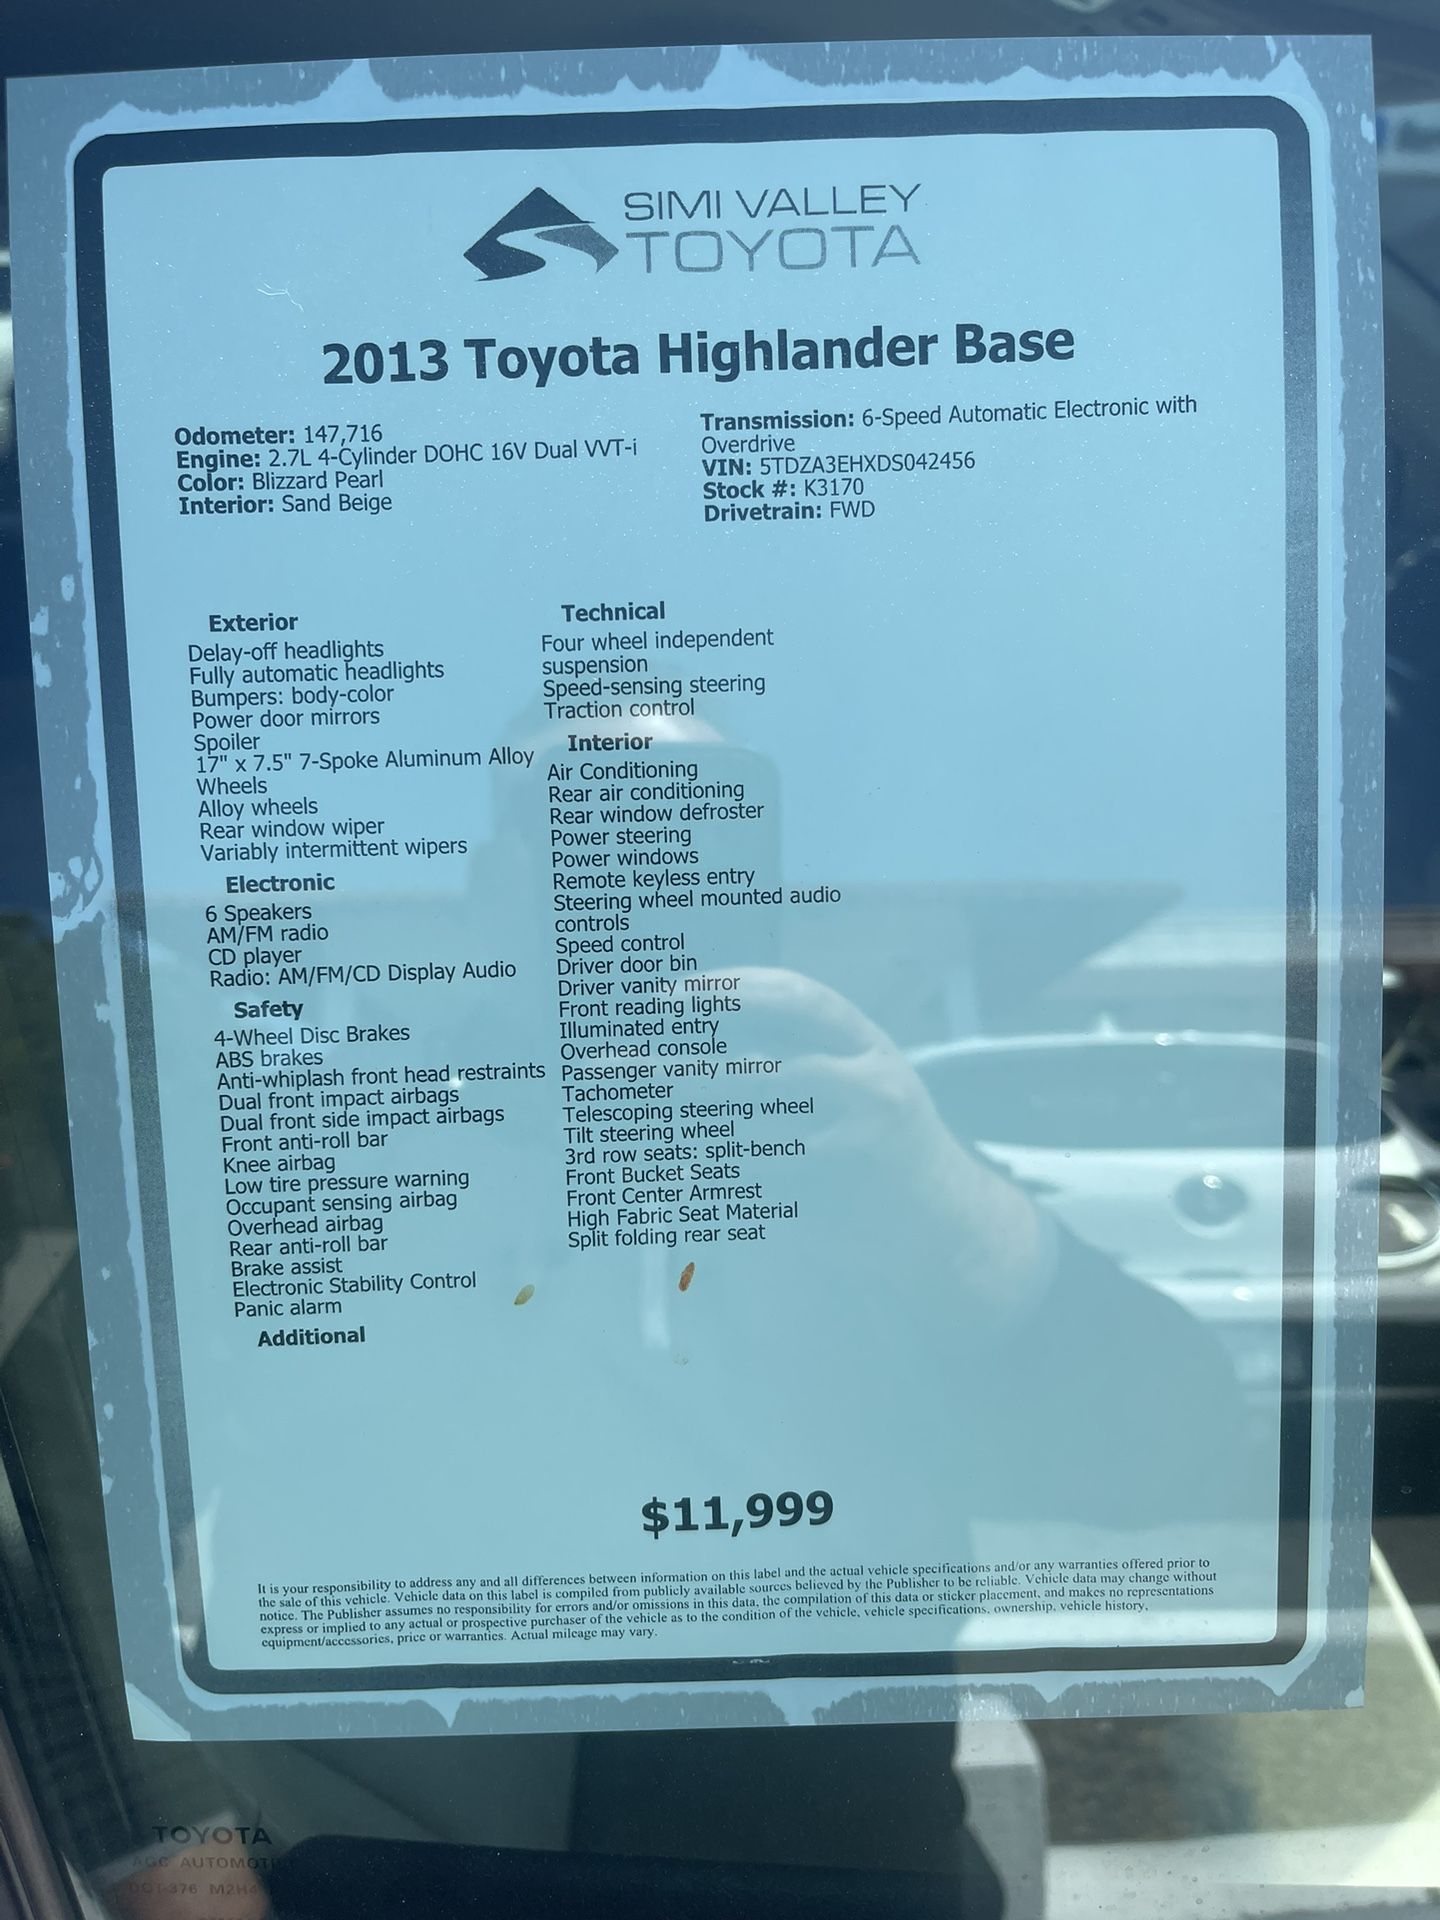 SIMI VALLEY
TOYOTA
2013 Toyota Highlander Base
Odometer: 147,716
Engine: 2.7L 4-Cylinder DOHC 16V Dual VVT-i
Color: Blizzard Pearl
Interior: Sand Beige
Transmission: 6-Speed Automatic Electronic with
Overdrive
VIN: 5TDZA3EHXDS042456
Stock #: K3170
Drivetrain: FWD
Exterior
Delay-off headlights
Fully automatic headlights
Bumpers: body-color
Power door mirrors
Spoiler
17" x 7.5" 7-Spoke Aluminum Alloy
Wheels
Alloy wheels
Rear window wiper
Variably intermittent wipers
Electronic
6 Speakers
AM/FM radio
CD player
Radio: AM/FM/CD Display Audio
Safety
4-Wheel Disc Brakes
ABS brakes
Anti-whiplash front head restraints
Dual front impact airbags
Dual front side impact airbags
Front anti-roll bar
Knee airbag
Low tire pressure warning
Occupant sensing airbag
Overhead airbag
Rear anti-roll bar
Brake assist
Electronic Stability Control
Panic alarm
Additional
Technical
Four wheel independent
suspension
Speed-sensing steering
Traction control
Interior
Air Conditioning
Rear air conditioning
Rear window defroster
Power steering
Power windows
Remote keyless entry
Steering wheel mounted audio
controls
Speed control
Driver door bin
Driver vanity mirror
Front reading lights
Illuminated entry
Overhead console
Passenger vanity mirror
Tachometer
Telescoping steering wheel
Tilt steering wheel
3rd row seats: split-bench
Front Bucket Seats
Front Center Armrest
High Fabric Seat Material
Split folding rear seat
$11,999
It is your responsibility to address any and all differences between information on this label and the actual vehicle specifications and/or any warranties offered prior to
the sale of this vehicle. Vehicle data on this label is compiled from publicly available sources believed by the Publisher to be reliable. Vehicle data may change without
notice. The Publisher assumes no responsibility for errors and/or omissions in this data, the compilation of this data or sticker placement, and makes no representations
express or implied to any actual or prospective purchaser of the vehicle as to the condition of the vehicle, vehicle specifications, ownership, vehicle history,
equipment/accessories, price or warranties. Actual mileage may vary.
TOYOTA
AGC
DOT-376